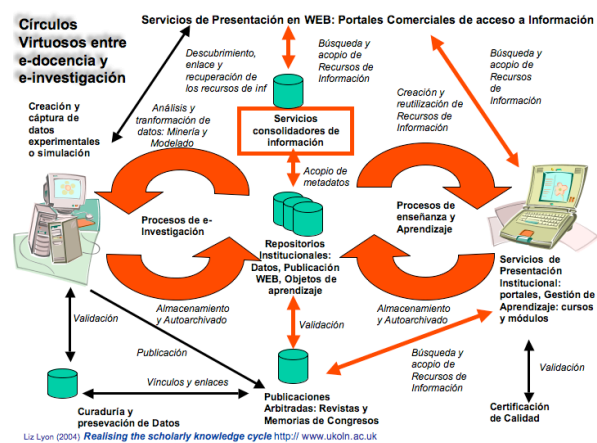 Círculos
Virtuosos entre
e-docencia y
e-investigación
Servicios de Presentación en WEB: Portales Comerciales de acceso a Información
Descubrimiento,
enlace y
recuperación de
los recursos de inf
Búsqueda y
acopio de
Recursos de
Información
Búsqueda y
acopio de
Recursos
de
Información
Creación y
cáptura de
datos
experimentales
o simulación
Análisis y
tranformación de
datos: Minería y
Modelado
Creación y
reutilización de
Recursos de
Información
Servicios
consolidadores de
información
Acopio de
metadatos
Procesos de e-
Investigación
Procesos de
enseñanza y
Aprendizaje
Repositorios
Institucionales:
Datos, Publicación
WEB, Objetos de
aprendizaje
Servicios de
Presentación
Institucional:
portales, Gestión de
Aprendizaje: cursos
y módulos
Almacenamiento
y Autoarchivado
Almacenamiento
y Autoarchivado
Validación
Validación
Publicación
Búsqueda y
acopio de
Recursos de
Información
Validación
Vínculos y enlaces
Curaduría y
presevación de Datos
Publicaciones
Arbitradas: Revistas y
Memorias de Congresos
Certificación
de Calidad
Liz Lyon (2004) Realising the scholarly knowledge cycle http:// www.ukoln.ac.uk